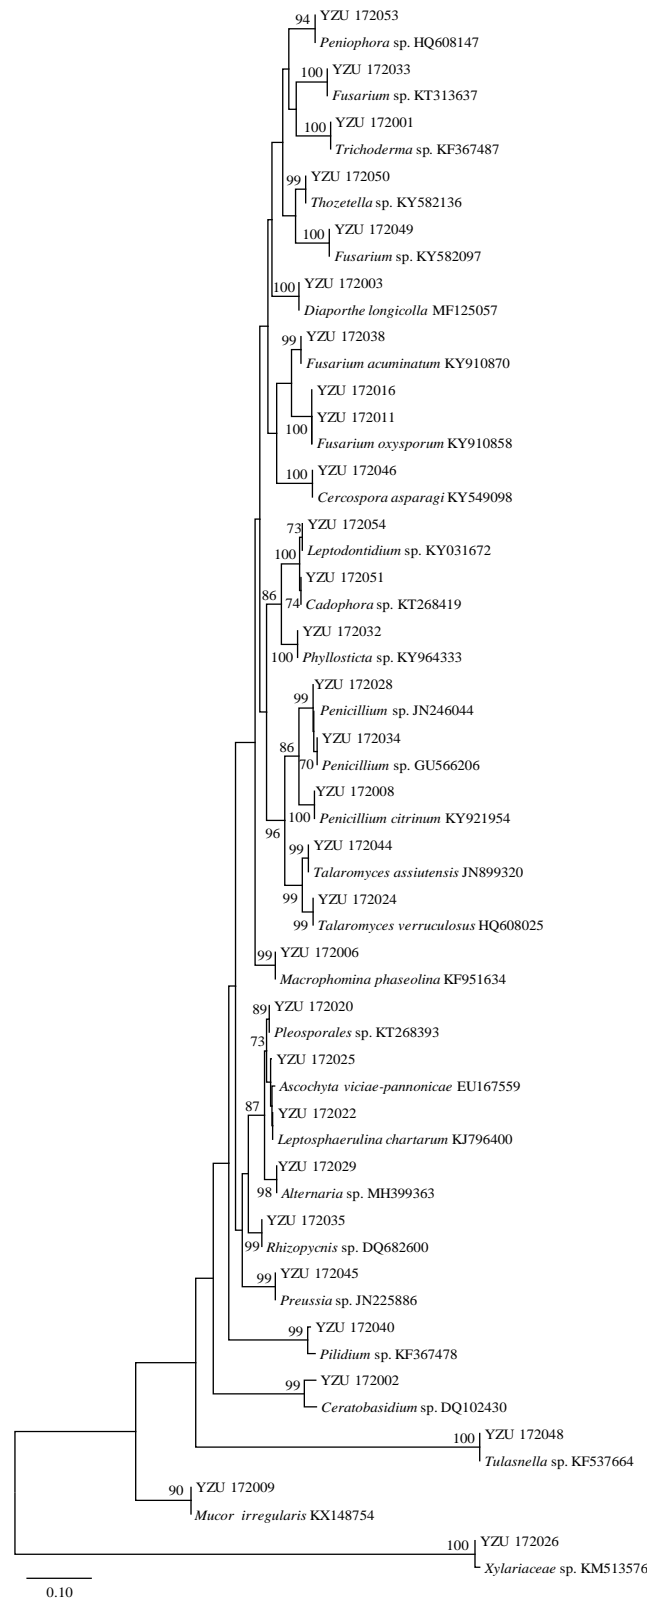 94
YZU 172053
Peniophora sp. HQ608147
100
YZU 172033
Fusarium sp. KT313637
100
YZU 172001
Trichoderma sp. KF367487
99
YZU 172050
Thozetella sp. KY582136
100
YZU 172049
Fusarium sp. KY582097
100
YZU 172003
Diaporthe longicolla MF125057
99
YZU 172038
Fusarium acuminatum KY910870
YZU 172016
YZU 172011
100
Fusarium oxysporum KY910858
100
YZU 172046
Cercospora asparagi KY549098
73
YZU 172054
Leptodontidium sp. KY031672
100
YZU 172051
86
74
Cadophora sp. KT268419
YZU 172032
100
Phyllosticta sp. KY964333
YZU 172028
99
Penicillium sp. JN246044
YZU 172034
86
70
Penicillium sp. GU566206
YZU 172008
100
Penicillium citrinum KY921954
96
99
YZU 172044
Talaromyces assiutensis JN899320
99
YZU 172024
99
Talaromyces verruculosus HQ608025
99
YZU 172006
Macrophomina phaseolina KF951634
89
YZU 172020
Pleosporales sp. KT268393
73
YZU 172025
Ascochyta viciae-pannonicae EU167559
87
YZU 172022
Leptosphaerulina chartarum KJ796400
YZU 172029
98
Alternaria sp. MH399363
YZU 172035
99
Rhizopycnis sp. DQ682600
99
YZU 172045
Preussia sp. JN225886
99
YZU 172040
Pilidium sp. KF367478
99
YZU 172002
Ceratobasidium sp. DQ102430
100
YZU 172048
Tulasnella sp. KF537664
90
YZU 172009
Mucor irregularis KX148754
100
YZU 172026
Xylariaceae sp. KM513576
0.10